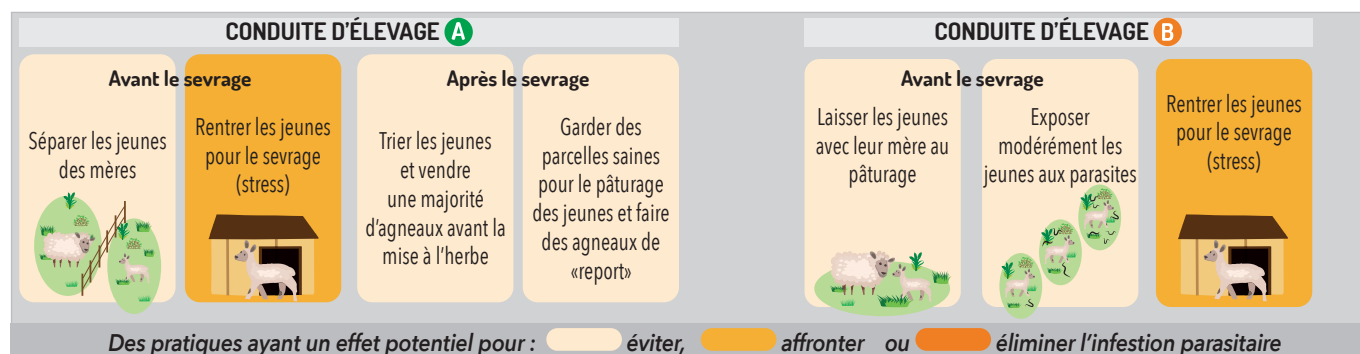 CONDUITE D'ÉLEVAGE A
Avant le sevrage
Séparer les jeunes
des mères
Rentrer les jeunes
pour le sevrage
(stress)
Après le sevrage
Trier les jeunes
et vendre
une majorité
d'agneaux avant la
mise à l'herbe
Garder des
parcelles saines
pour le pâturage
des jeunes et faire
des agneaux de
«report»
CONDUITE D'ÉLEVAGE B
Avant le sevrage
Laisser les jeunes
avec leur mère au
pâturage
Exposer
modérément les
jeunes aux parasites
Rentrer les jeunes
pour le sevrage
(stress)
Des pratiques ayant un effet potentiel pour : éviter, affronter ou éliminer l'infestion parasitaire